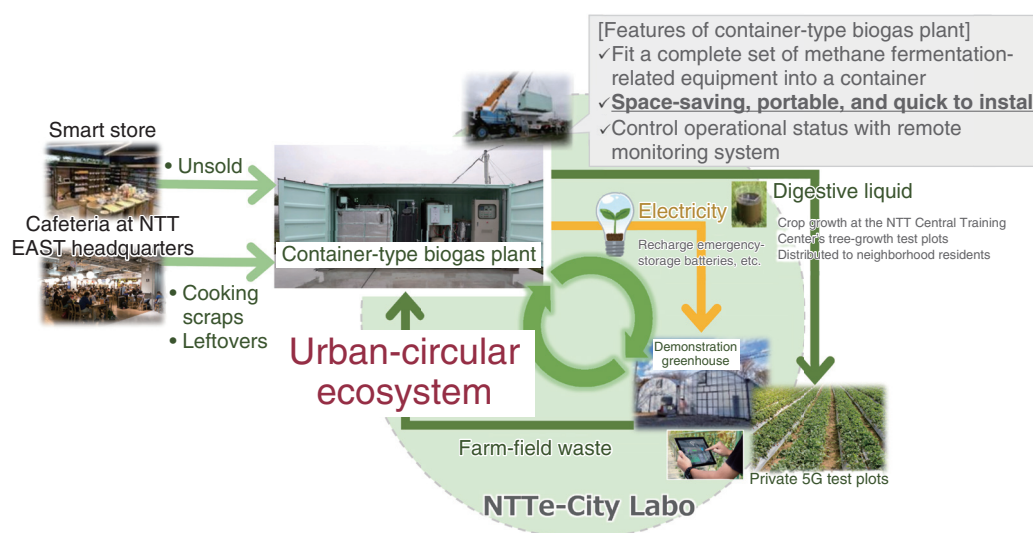 [Features of container-type biogas plant]
✓Fit a complete set of methane fermentation-
related equipment into a container
✓Space-saving, portable, and quick to instal
✓Control operational status with remote
monitoring system
Smart store
• Unsold
Cafeteria at NTT
EAST headquarters
• Cooking
scraps
• Leftovers
Container-type biogas plant
Electricity
Recharge emergency-
storage batteries, etc.
Digestive liquid
Crop growth at the NTT Central Training
Center's tree-growth test plots
Distributed to neighborhood residents
Urban-circular
ecosystem
Demonstration
greenhouse
Farm-field waste
Private 5G test plots
NTTe-City Labo